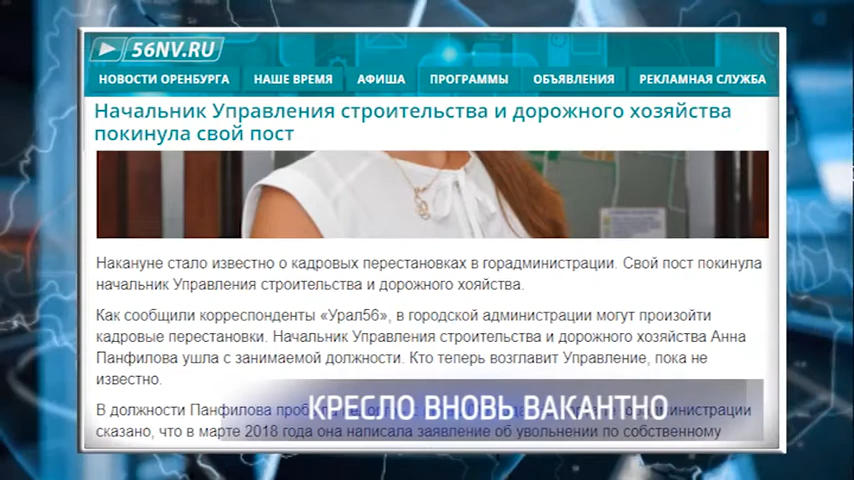 56NV.RU
НОВОСТИ ОРЕНБУРГА НАШЕ ВРЕМЯ АФИША ПРОГРАММЫ ОБЪЯВЛЕНИЯ РЕКЛАМНАЯ СЛУЖБА
Начальник Управления строительства и дорожного хозяйства
покинула свой пост
Накануне стало известно о кадровых перестановках в горадминистрации. Свой пост покинула
начальник Управления строительства и дорожного хояйства.
Как сообщили корреспонденты «Урал56», в городской администрации могут произойти
кадровые перестановки. Начальник Управления строительства и дорожного хозяйства Анна
Панфилова ушла с занимаемой должности. Кто теперь возглавит Управление, пока не
известно.
КРЕСЛО ВНОВЬ ВАКАНТНО
В должности Панфилова
сказано, что в марте 2018 года она написала заявление об увольнении по собственному